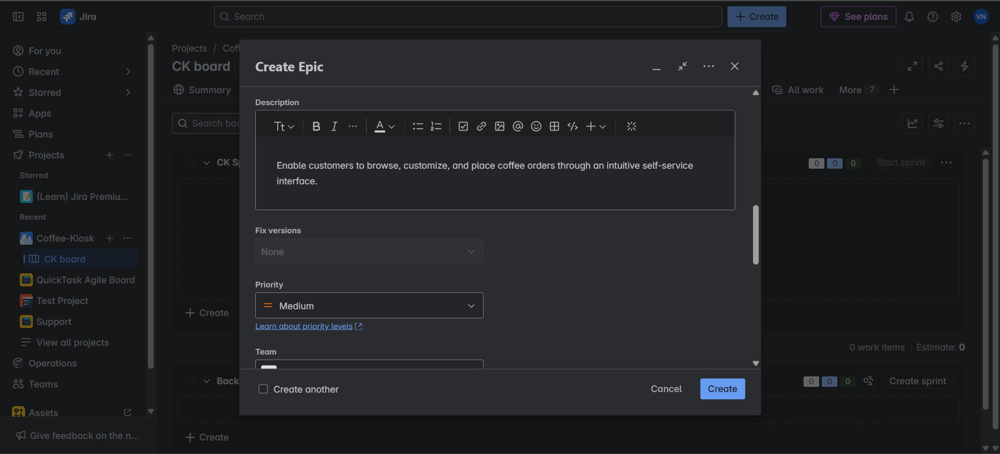 Jira
Search
Create
See plans
VN
For you
Recent
Starred
Apps
Plans
Projects
Starred
(Learn) Jira Premiu...
Recent
Coffee-Kiosk
CK board
QuickTask Agile Board
Test Project
Support
View all projects
Operations
Teams
Assets
Give feedback on the n...
Projects / Coff
CK board
Summary
All work
More 7
Search bac
CK Sp
0 0 0 Start sprint
Create
0 work items Estimate: 0
Back
0 0 0 Create sprint
Create
Create Epic
Description
Tt B I A
Enable customers to browse, customize, and place coffee orders through an intuitive self-service
interface.
Fix versions
None
Priority
Medium
Learn about priority levels
Team
Create another
Cancel
Create